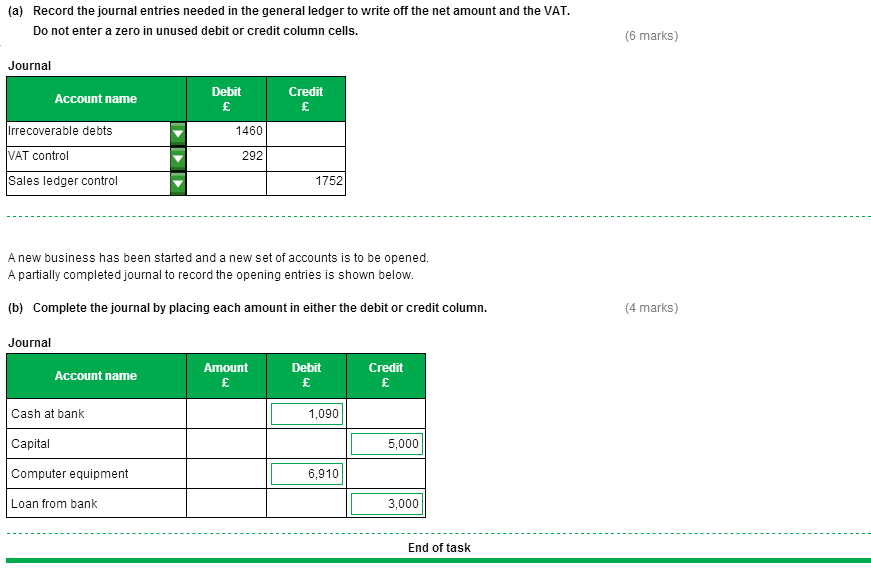 (a) Record the journal entries needed in the general ledger to write off the net amount and the VAT.
Do not enter a zero in unused debit or credit column cells.
(6 marks)
Journal
Account name Debit £ Credit £
Irrecoverable debts 1460
VAT control 292
Sales ledger control 1752
A new business has been started and a new set of accounts is to be opened.
A partially completed journal to record the opening entries is shown below.
(b) Complete the journal by placing each amount in either the debit or credit column. (4 marks)
Journal
Account name Amount £ Debit £ Credit £
Cash at bank 1,090
Capital 5,000
Computer equipment 6,910
Loan from bank 3,000
End of task